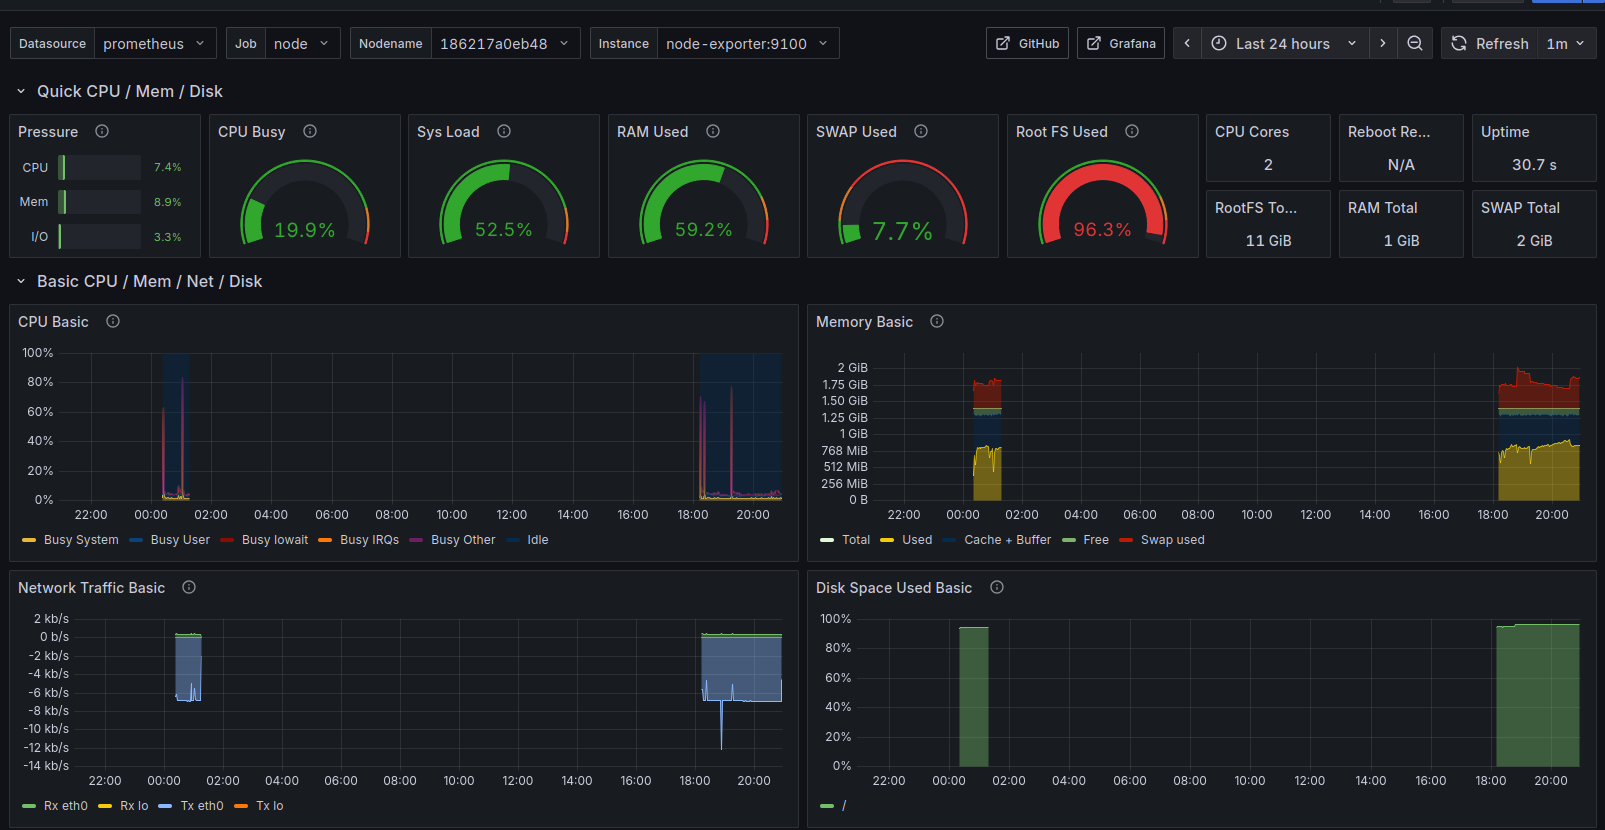 Datasource prometheus Job node Nodename 186217a0eb48 Instance node-exporter:9100 GitHub Grafana Last 24 hours Refresh 1m
Quick CPU / Mem / Disk
Pressure
CPU 7.4%
Mem 8.9%
I/O 3.3%
CPU Busy
19.9%
Sys Load
52.5%
RAM Used
59.2%
SWAP Used
7.7%
Root FS Used
96.3%
CPU Cores
2
Reboot Re...
N/A
Uptime
30.7 s
RootFS To...
11 GiB
RAM Total
1 GiB
SWAP Total
2 GiB
Basic CPU / Mem / Net / Disk
CPU Basic
100%
80%
60%
40%
20%
0%
22:00 00:00 02:00 04:00 06:00 08:00 10:00 12:00 14:00 16:00 18:00 20:00
Busy System Busy User Busy Iowait Busy IRQs Busy Other Idle
Memory Basic
2 GiB
1.75 GiB
1.50 GiB
1.25 GiB
1 GiB
768 MiB
512 MiB
256 MiB
0 B
22:00 00:00 02:00 04:00 06:00 08:00 10:00 12:00 14:00 16:00 18:00 20:00
Total Used Cache + Buffer Free Swap used
Network Traffic Basic
2 kb/s
0 b/s
-2 kb/s
-4 kb/s
-6 kb/s
-8 kb/s
-10 kb/s
-12 kb/s
-14 kb/s
22:00 00:00 02:00 04:00 06:00 08:00 10:00 12:00 14:00 16:00 18:00 20:00
Rx eth0 Rx lo Tx eth0 Tx lo
Disk Space Used Basic
100%
80%
60%
40%
20%
0%
22:00 00:00 02:00 04:00 06:00 08:00 10:00 12:00 14:00 16:00 18:00 20:00
/